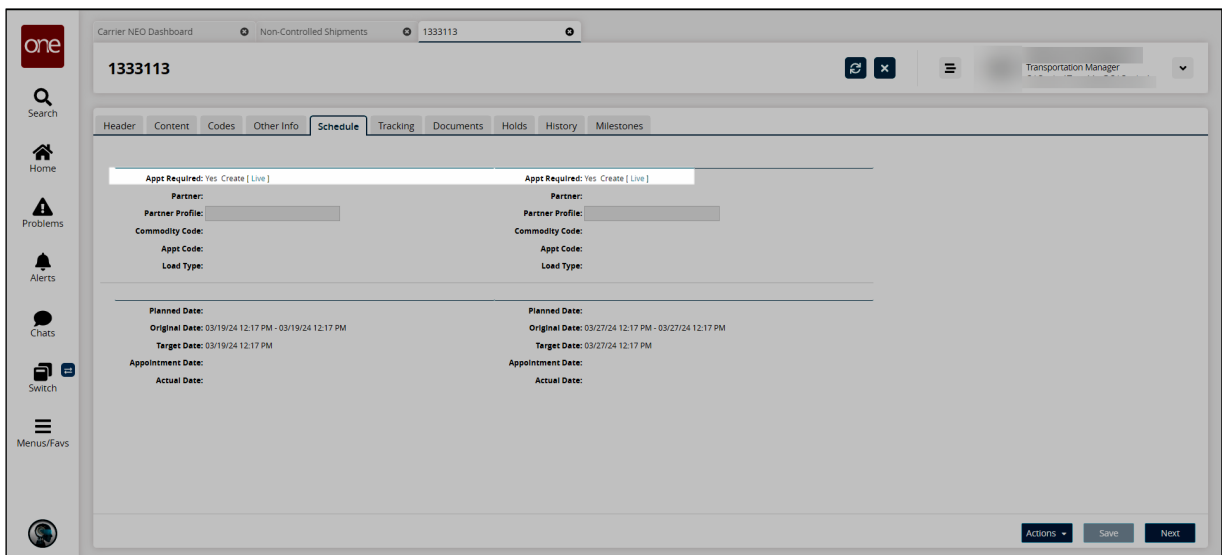 one
Carrier NEO Dashboard
Non-Controlled Shipments
1333113
1333113
Transportation Manager
Search
Home
Problems
Alerts
Chats
Switch
Menus/Favs
Header Content Codes Other Info Schedule Tracking Documents Holds History Milestones
Appt Required: Yes Create [ Live ]
Appt Required: Yes Create [ Live ]
Partner:
Partner:
Partner Profile:
Partner Profile:
Commodity Code:
Commodity Code:
Appt Code:
Appt Code:
Load Type:
Load Type:
Planned Date:
Planned Date:
Original Date: 03/19/24 12:17 PM - 03/19/24 12:17 PM
Original Date: 03/27/24 12:17 PM - 03/27/24 12:17 PM
Target Date: 03/19/24 12:17 PM
Target Date: 03/27/24 12:17 PM
Appointment Date:
Appointment Date:
Actual Date:
Actual Date:
Actions
Save
Next